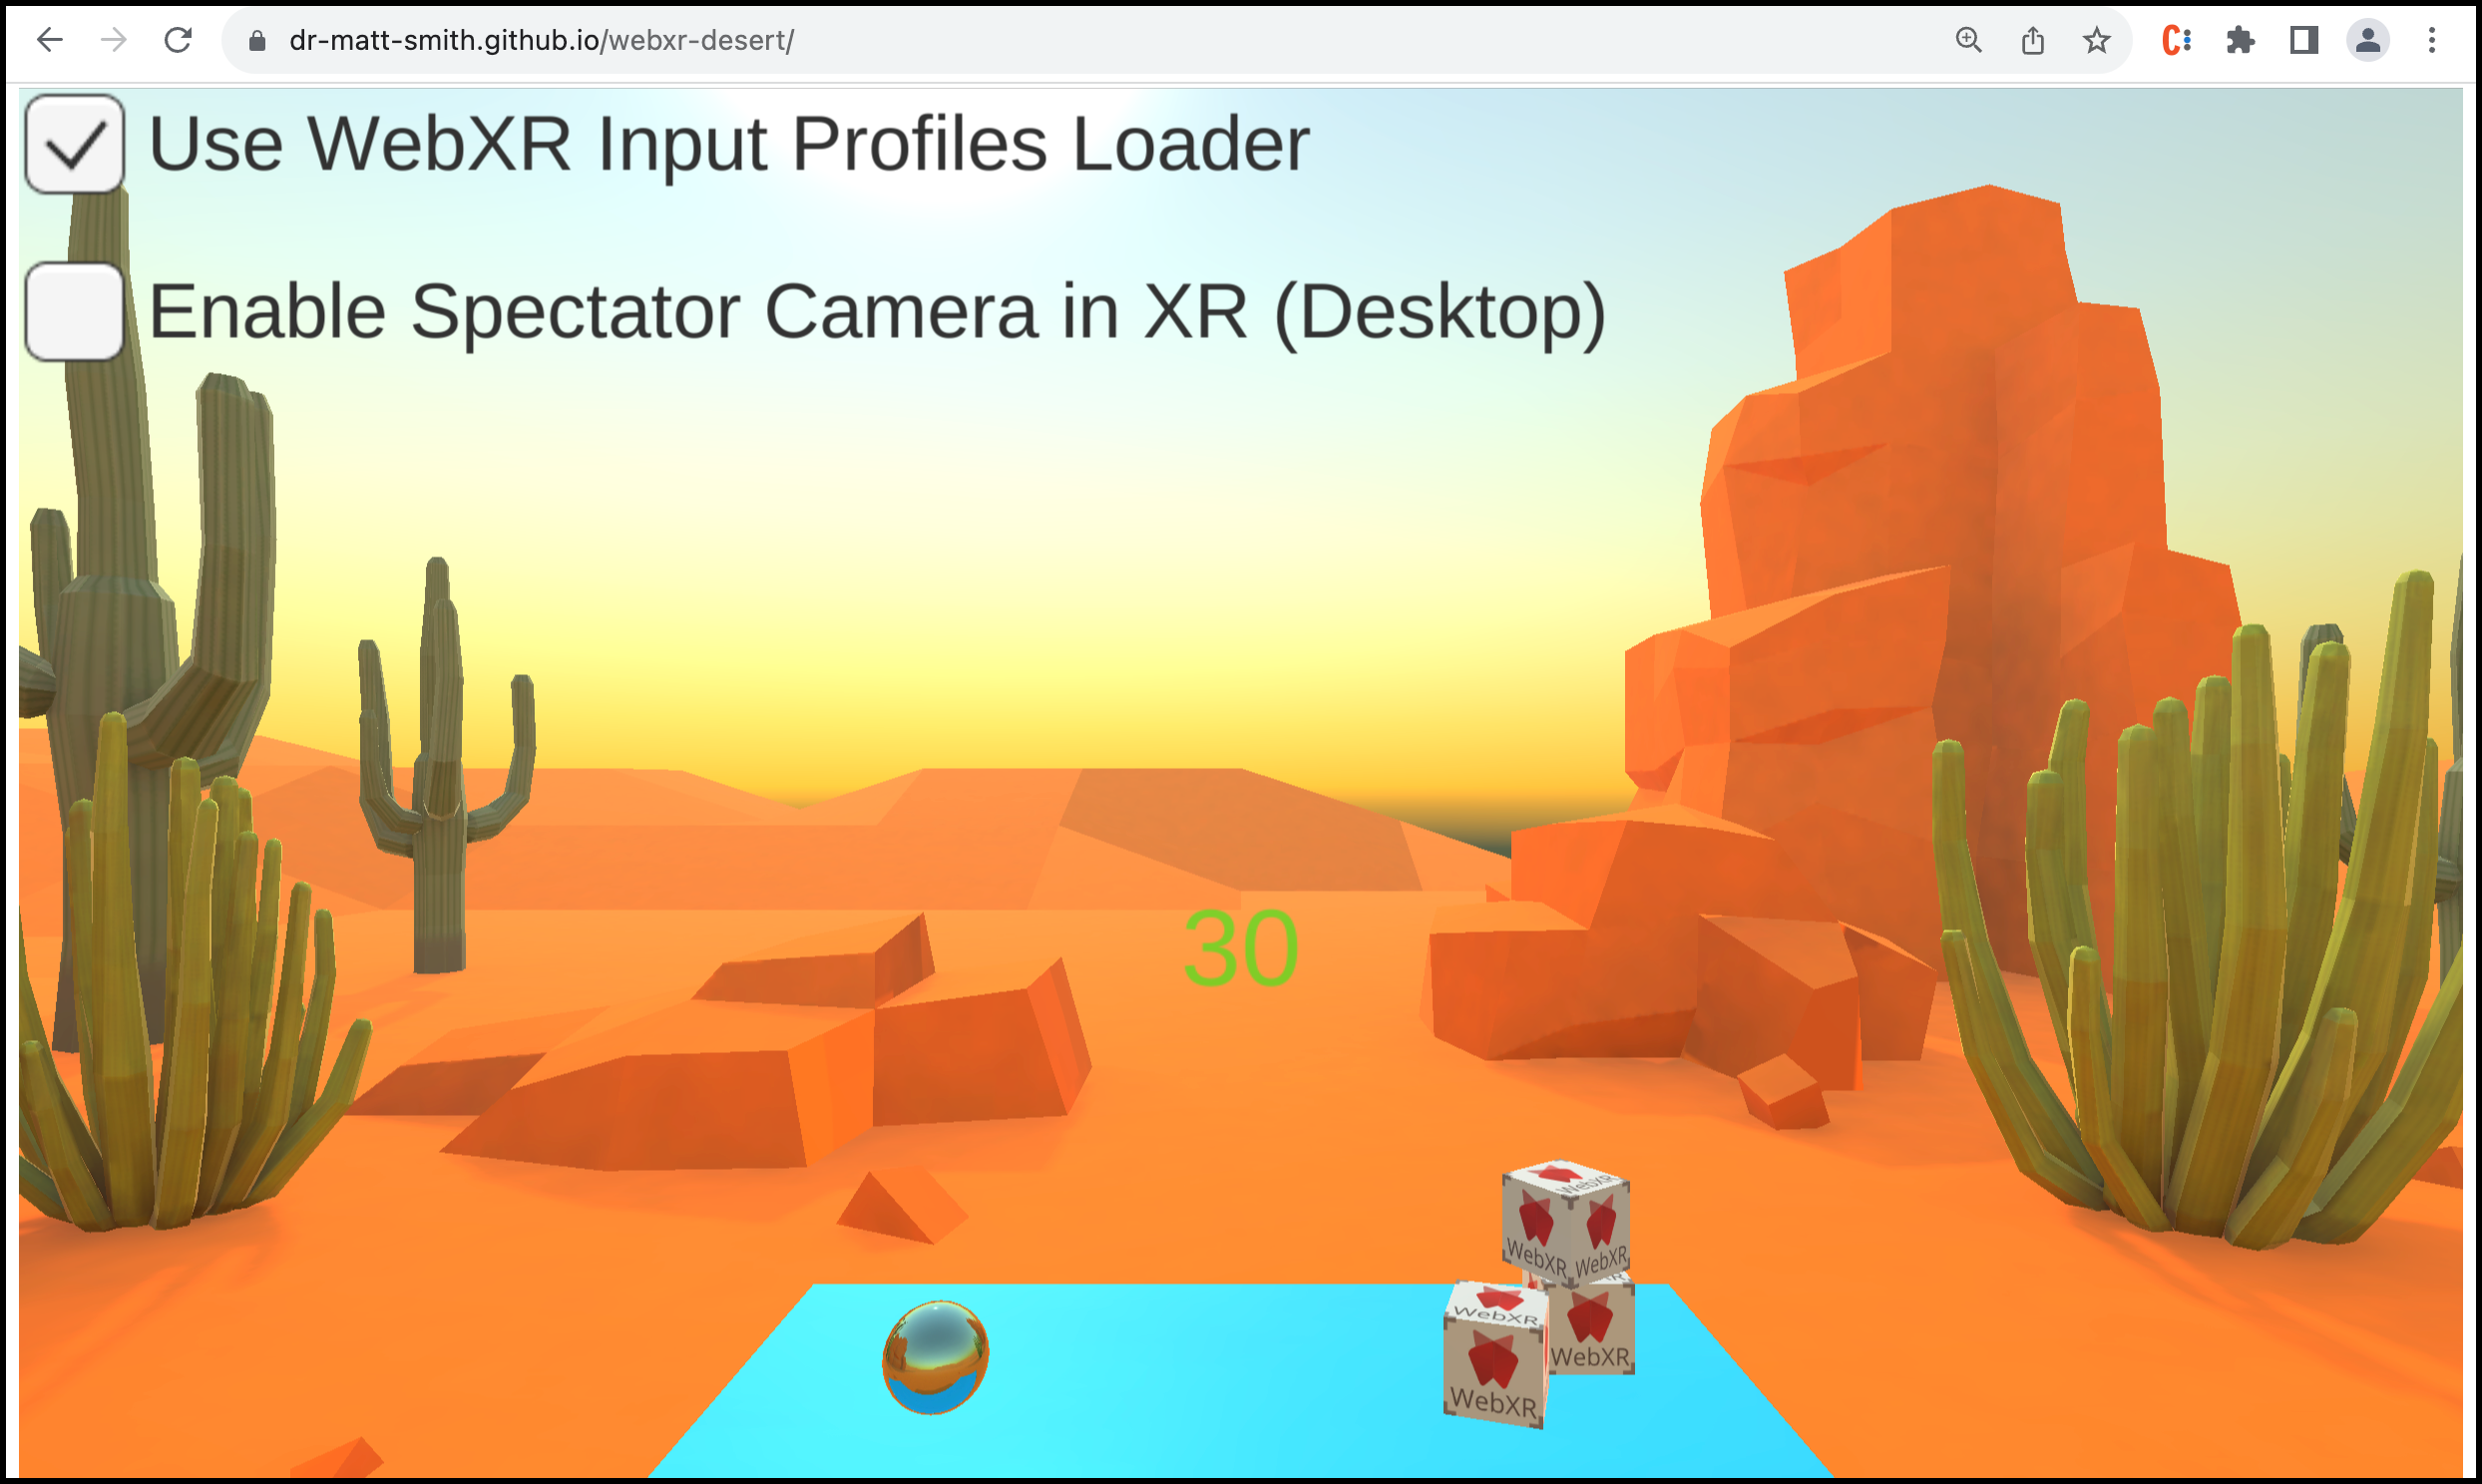 dr-matt-smith.github.io/webxr-desert/
Use WebXR Input Profiles Loader
Enable Spectator Camera in XR (Desktop)
30
WebXR
WebXR WebXR
WebXR
WebXR
WebXR